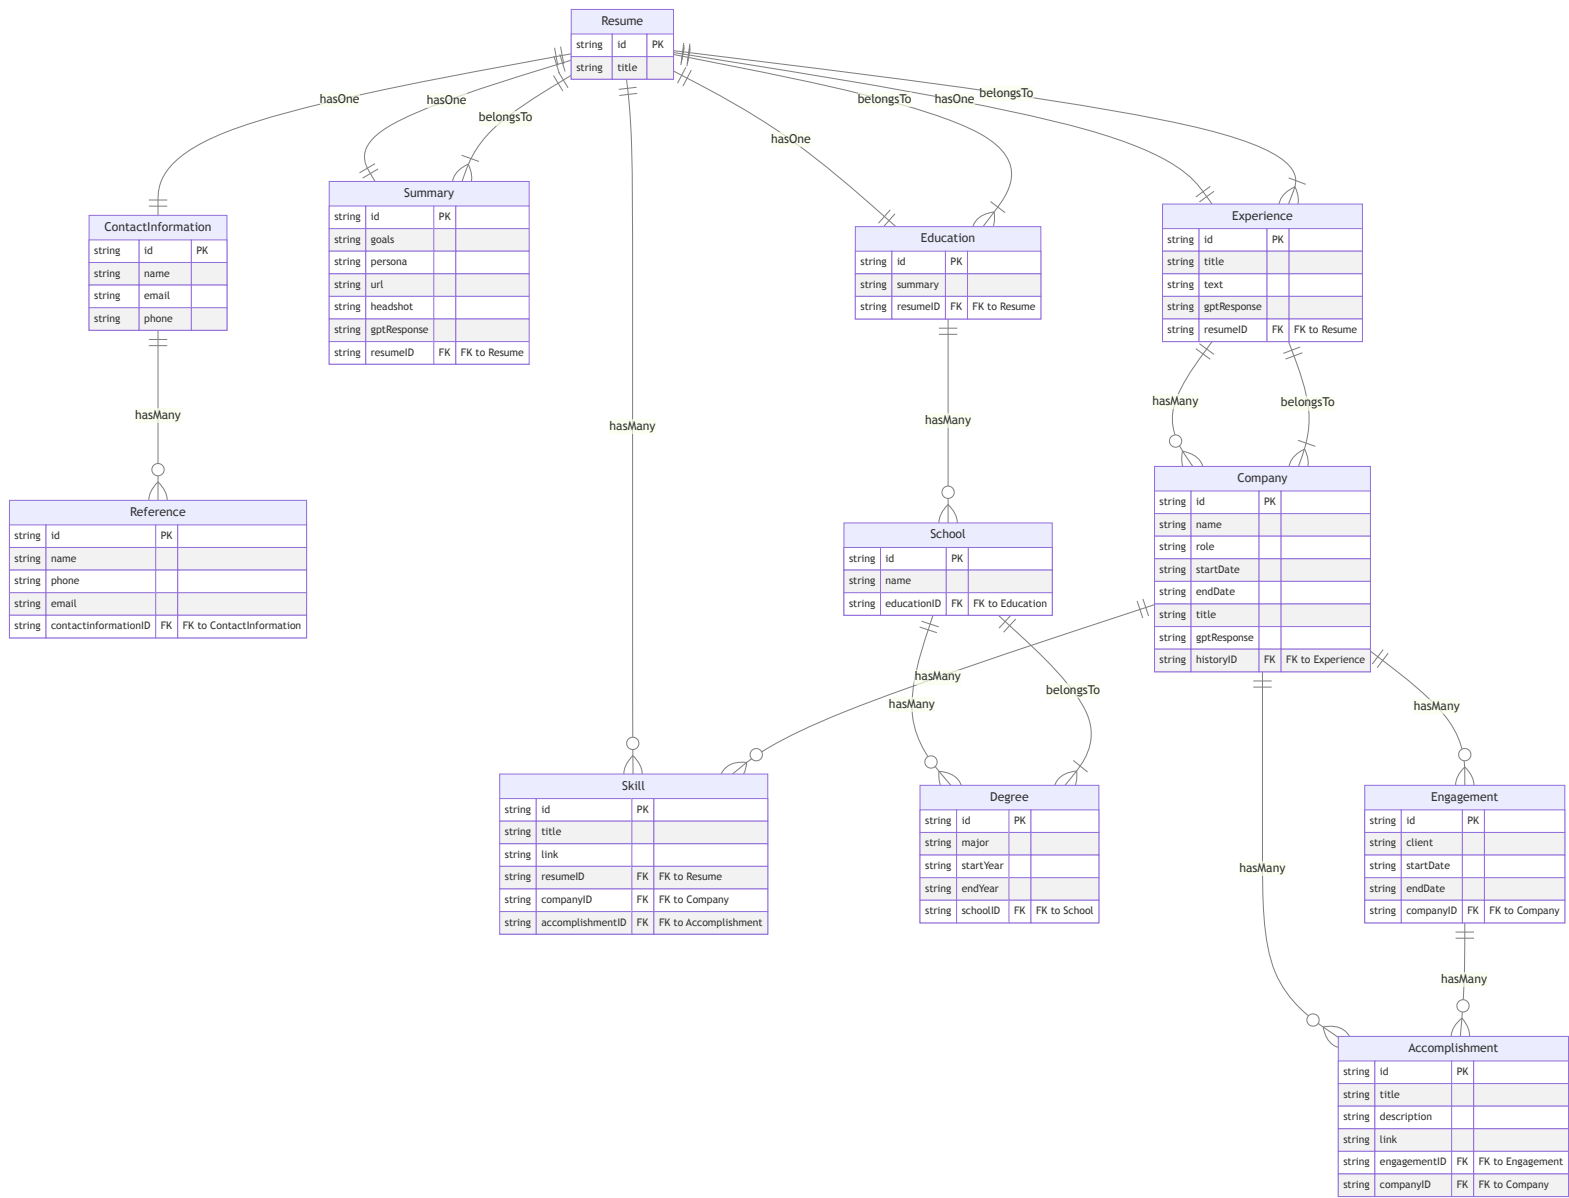 Resume
string id PK
string title
hasOne
hasOne
belongsTo
hasOne
belongsTo
hasOne
belongsTo
ContactInformation
string id PK
string name
string email
string phone
Summary
string id PK
string goals
string persona
string url
string headshot
string gptResponse
string resumeID FK FK to Resume
Education
string id PK
string summary
string resumeID FK FK to Resume
Experience
string id PK
string title
string text
string gptResponse
string resumeID FK FK to Resume
hasMany
hasMany
hasMany
hasMany
belongsTo
Reference
string id PK
string name
string phone
string email
string contactinformationID FK FK to ContactInformation
School
string id PK
string name
string educationID FK FK to Education
Company
string id PK
string name
string role
string startDate
string endDate
string title
string gptResponse
string historyID FK FK to Experience
hasMany
hasMany
belongsTo
hasMany
Skill
string id PK
string title
string link
string resumeID FK FK to Resume
string companyID FK FK to Company
string accomplishmentID FK FK to Accomplishment
Degree
string id PK
string major
string startYear
string endYear
string schoolID FK FK to School
Engagement
string id PK
string client
string startDate
string endDate
string companyID FK FK to Company
hasMany
hasMany
Accomplishment
string id PK
string title
string description
string link
string engagementID FK FK to Engagement
string companyID FK FK to Company